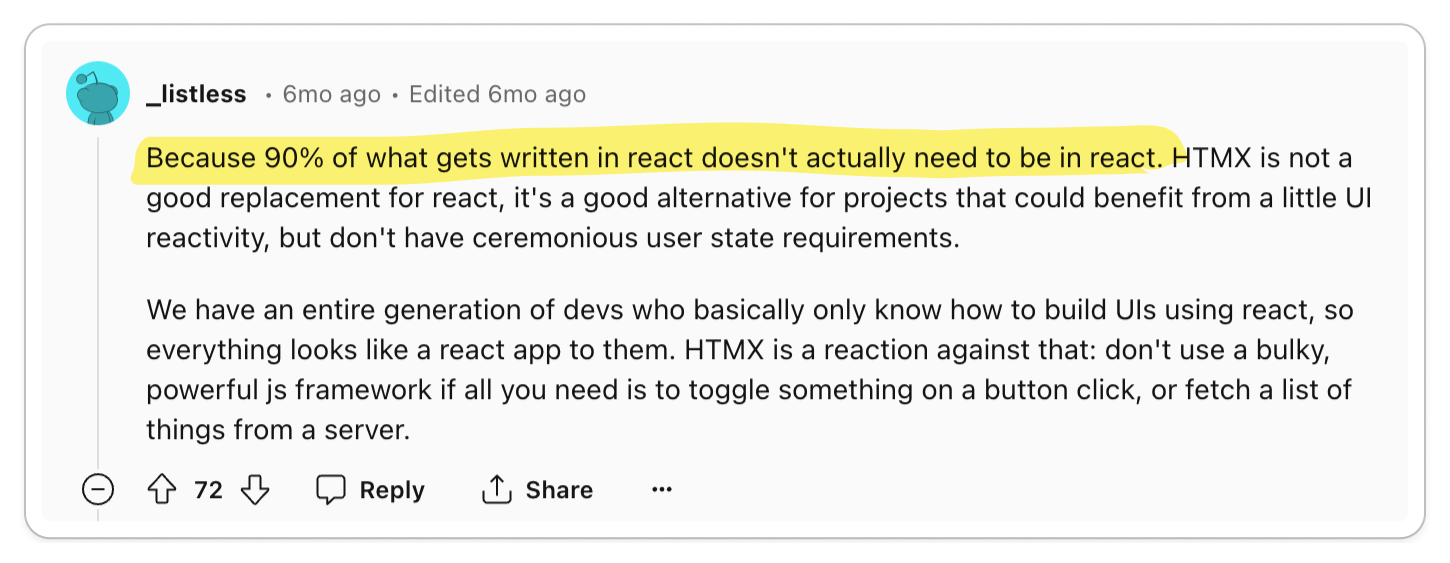 _listless • 6mo ago • Edited 6mo ago
Because 90% of what gets written in react doesn't actually need to be in react. HTMX is not a
good replacement for react, it's a good alternative for projects that could benefit from a little UI
reactivity, but don't have ceremonious user state requirements.
We have an entire generation of devs who basically only know how to build UIs using react, so
everything looks like a react app to them. HTMX is a reaction against that: don't use a bulky,
powerful js framework if all you need is to toggle something on a button click, or fetch a list of
things from a server.
72 Reply Share ...